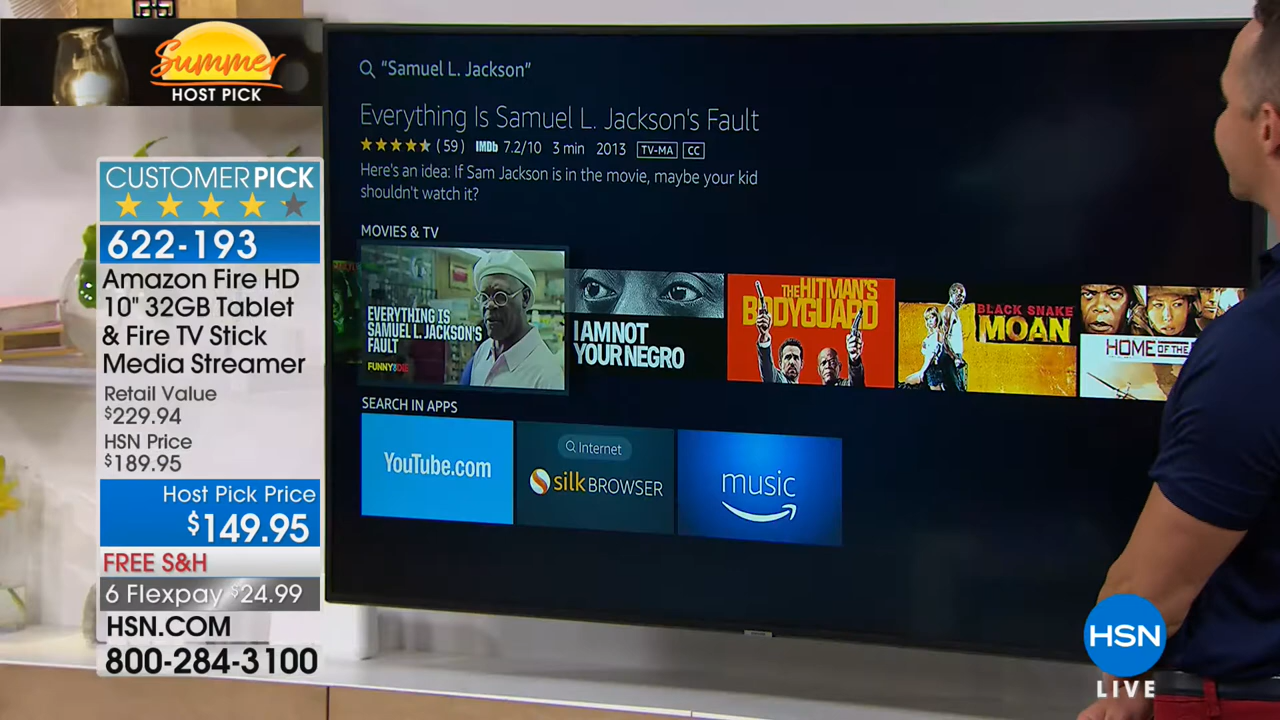 Summer
HOST PICK
CUSTOMER PICK
622-193
Amazon Fire HD
10" 32GB Tablet
& Fire TV Stick
Media Streamer
Retail Value
$229.94
HSN Price
$189.95
Host Pick Price
$149.95
FREE S&H
6 Flexpay $24.99
HSN.COM
800-284-3100
"Samuel L. Jackson"
Everything Is Samuel L. Jackson's Fault
(59) IMDb 7.2/10 3 min 2013 TV-MA CC
Here's an idea: If Sam Jackson is in the movie, maybe your kid
shouldn't watch it?
MOVIES & TV
EVERYTHING IS
SAMUEL L. JACKSON'S
FAULT
FUNNY DIE
I AM NOT
YOUR NEGRO
THE HITMAN'S
BODYGUARD
BLACK SNAKE
MOAN
HOME OF THE
SEARCH IN APPS
YouTube.com
Internet
silk BROWSER
music
HSN
LIVE